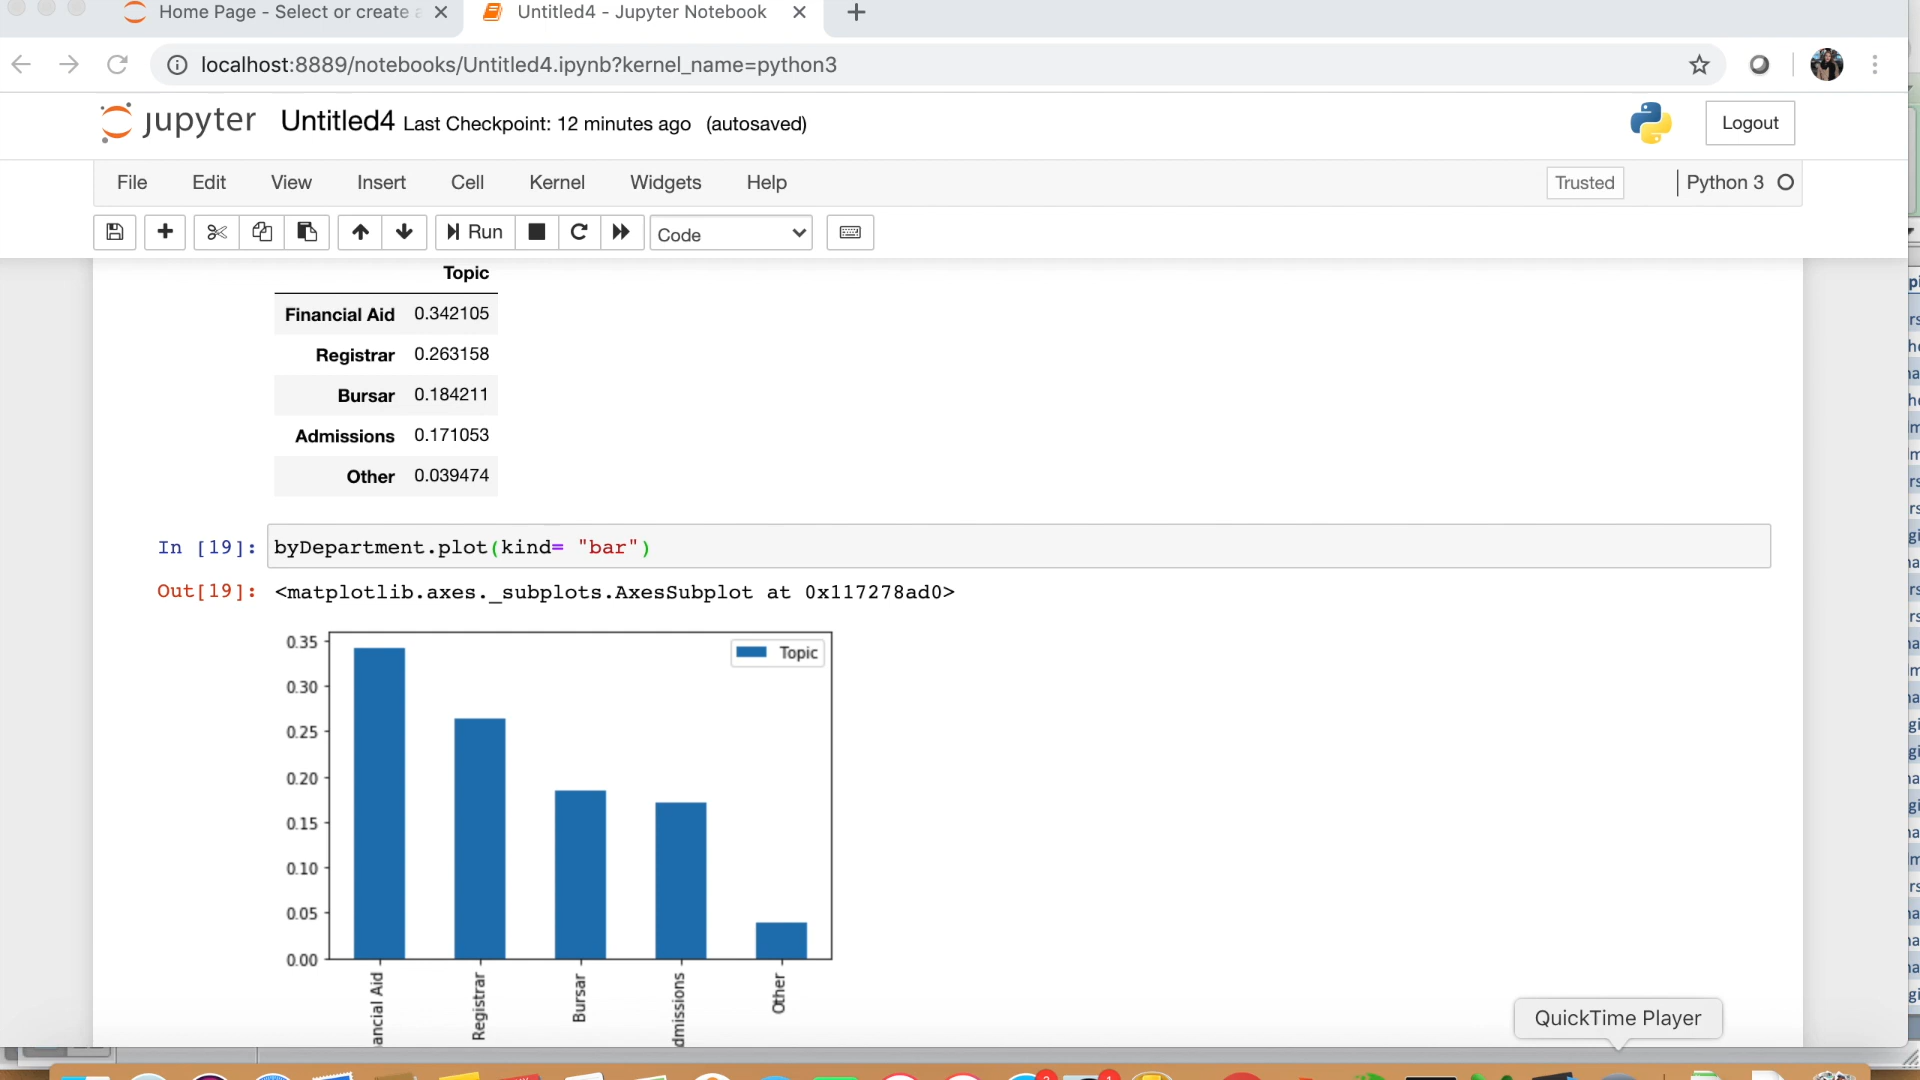 Home Page - Select or create a
Untitled4 - Jupyter Notebook
localhost:8889/notebooks/Untitled4.ipynb?kernel_name=python3
jupyter Untitled4 Last Checkpoint: 12 minutes ago (autosaved)
Logout
File Edit View Insert Cell Kernel Widgets Help
Trusted
Python 3
Run
Code
Topic
Financial Aid 0.342105
Registrar 0.263158
Bursar 0.184211
Admissions 0.171053
Other 0.039474
In [19]: byDepartment.plot(kind= "bar")
Out[19]: <matplotlib.axes._subplots.AxesSubplot at 0x117278ad0>
Topic
0.35
0.30
0.25
0.20
0.15
0.10
0.05
0.00
ancial Aid
Registrar
Bursar
dmissions
Other
QuickTime Player